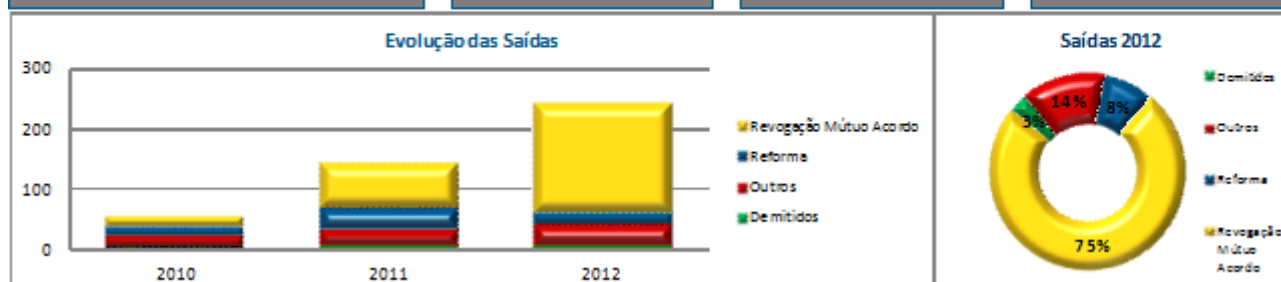 Evolução das Saídas
300
200
100
0
2010
2011
2012
Revogação Mútuo Acordo
Reforma
Outros
Demitidos
Saídas 2012
14%
8%
3%
75%
Demitidos
Outros
Reforma
Revogação
Mútuo
Acordo